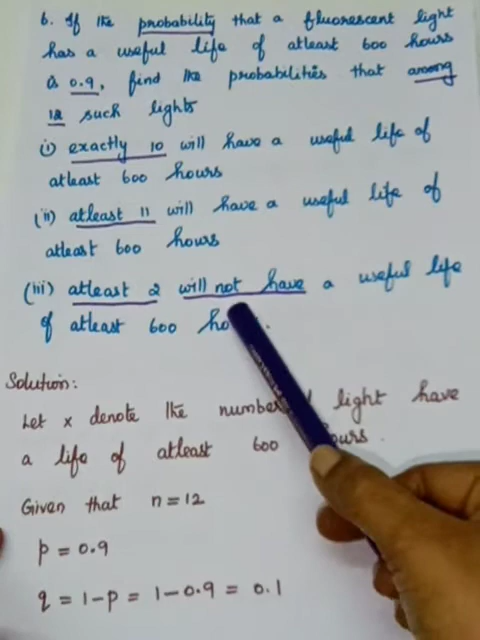 6. If the probability that a fluorescent light
has a useful life of atleast 600 hours
is 0.9, find the probabilities that among
12 such lights
(i) exactly 10 will have a useful life of
atleast 600 hours
(ii) atleast 11 will have a useful life of
atleast 600 hours
(iii) atleast 2 will not have a useful life
of atleast 600
Solution:
Let x denote the number light have
a life of atleast 600
Given that n = 12
p = 0.9
q = 1-p = 1-0.9 = 0.1